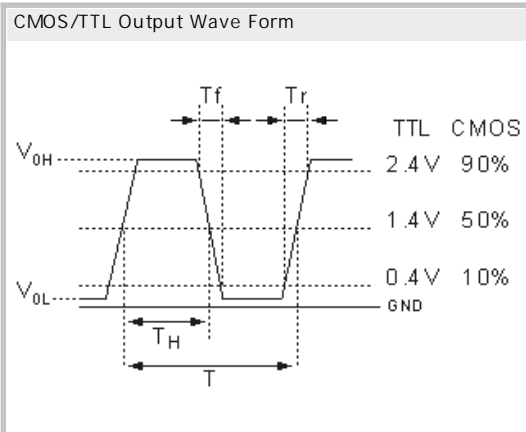 CMOS/TTL Output Wave Form
Tf Tr
TTL CMOS
V0H 2.4V 90%
1.4V 50%
0.4V 10%
V0L GND
TH
T